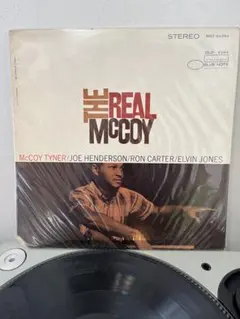 STEREO
THE REAL
McCOY
McCOY TYNER/JOE HENDERSON/RON CARTER/ELVIN JONES